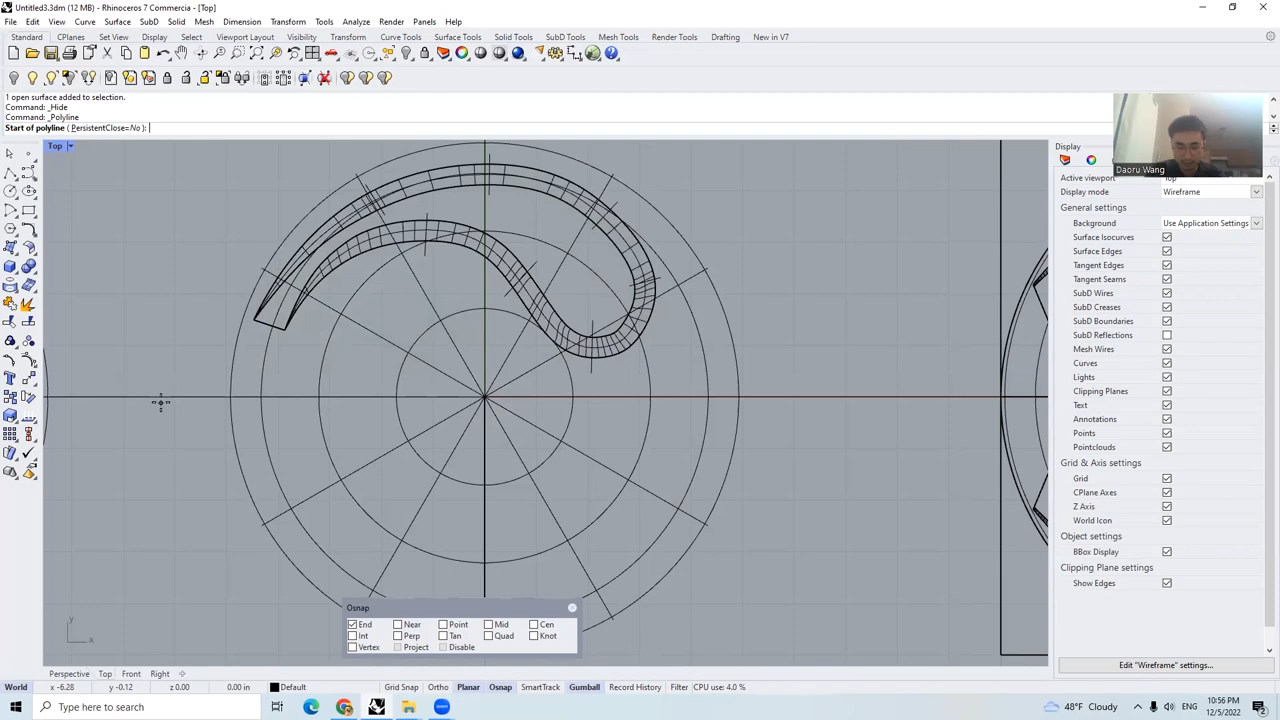 Untitled3.3dm (12 MB) - Rhinoceros 7 Commercia - [Top]
File Edit View Curve Surface SubD Solid Mesh Dimension Transform Tools Analyze Render Panels Help
Standard CPlanes Set View Display Select Viewport Layout Visibility Transform Curve Tools Surface Tools Solid Tools SubD Tools Mesh Tools Render Tools Drafting New in V7
1 open surface added to selection.
Command: _Hide
Command: _Polyline
Start of polyline ( PersistentClose=No ):
Top
Daoru Wang
Display
Active viewport
Display mode Wireframe
General settings
Background Use Application Settings
Surface Isocurves
Surface Edges
Tangent Edges
Tangent Seams
SubD Wires
SubD Creases
SubD Boundaries
SubD Reflections
Mesh Wires
Curves
Lights
Clipping Planes
Text
Annotations
Points
Pointclouds
Grid & Axis settings
Grid
CPlane Axes
Z Axis
World Icon
Object settings
BBox Display
Clipping Plane settings
Show Edges
Edit "Wireframe" settings...
Osnap
End Near Point Mid Cen
Int Perp Tan Quad Knot
Vertex Project Disable
y
x
Perspective Top Front Right
World x -6.28 y -0.12 z 0.00 0.00 in Default Grid Snap Ortho Planar Osnap SmartTrack Gumball Record History Filter CPU use: 4.0 %
Type here to search
48°F Cloudy
ENG
10:56 PM
12/5/2022
2